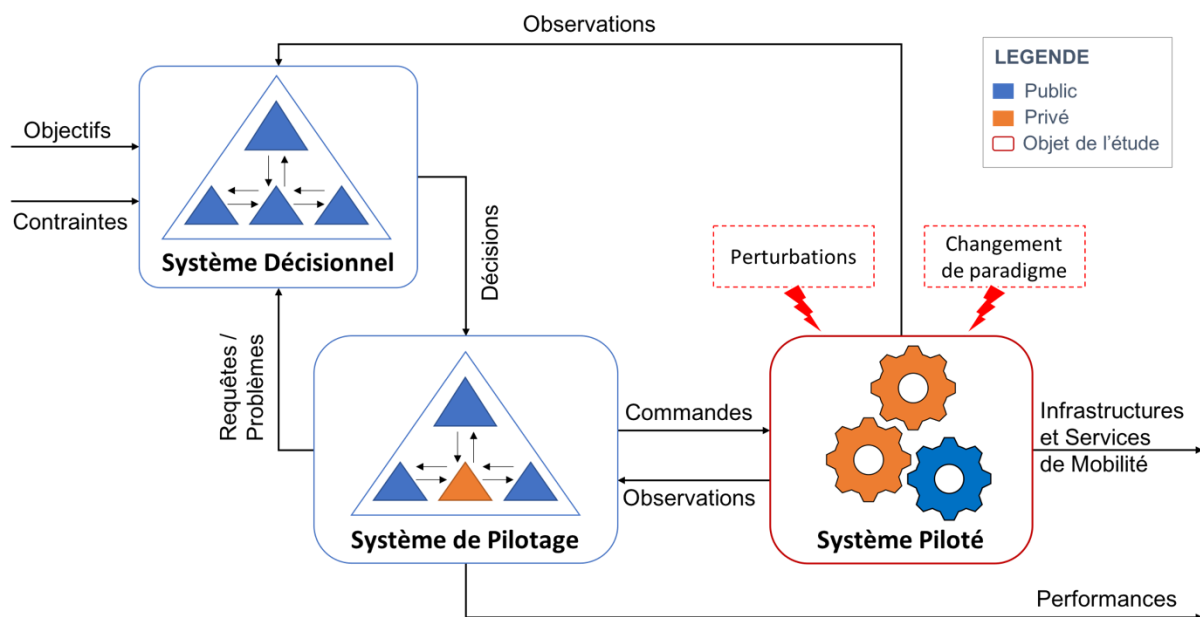 Observations
LEGENDE
Public
Privé
Objet de l'étude
Objectifs
Contraintes
Système Décisionnel
Décisions
Perturbations
Changement
de paradigme
Requêtes /
Problèmes
Commandes
Observations
Infrastructures
et Services
de Mobilité
Système de Pilotage
Système Piloté
Performances